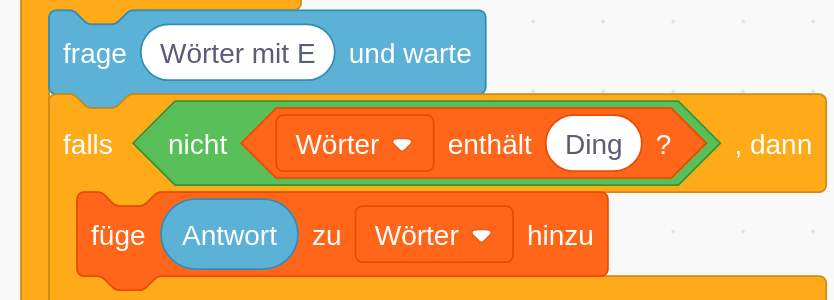 frage Wörter mit E und warte
falls nicht Wörter enthält Ding ? , dann
füge Antwort zu Wörter hinzu